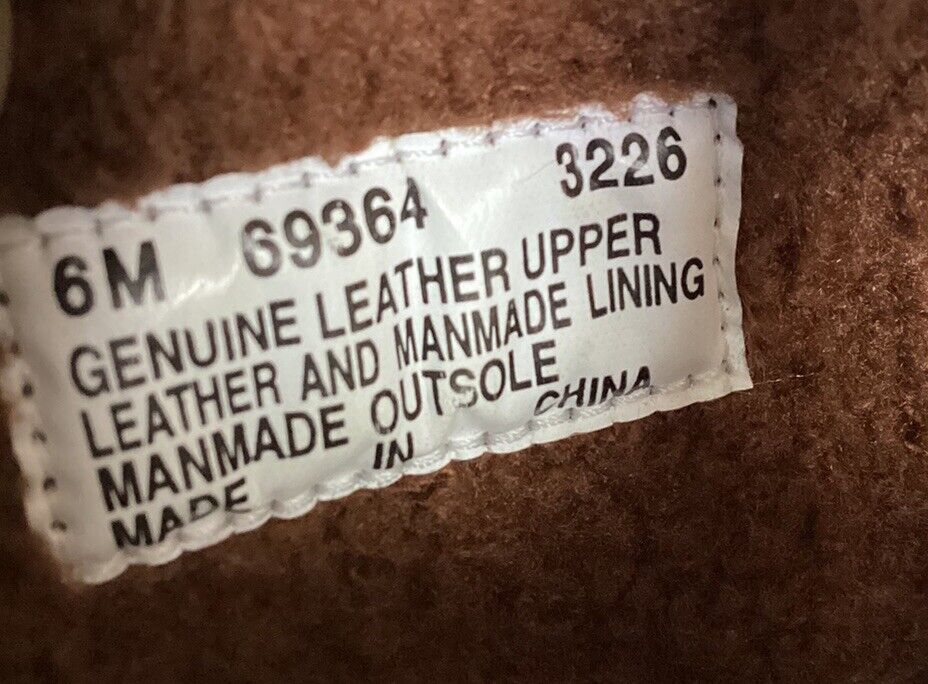 6M 69364 3226
GENUINE LEATHER UPPER
LEATHER AND MANMADE LINING
MANMADE OUTSOLE
MADE IN CHINA